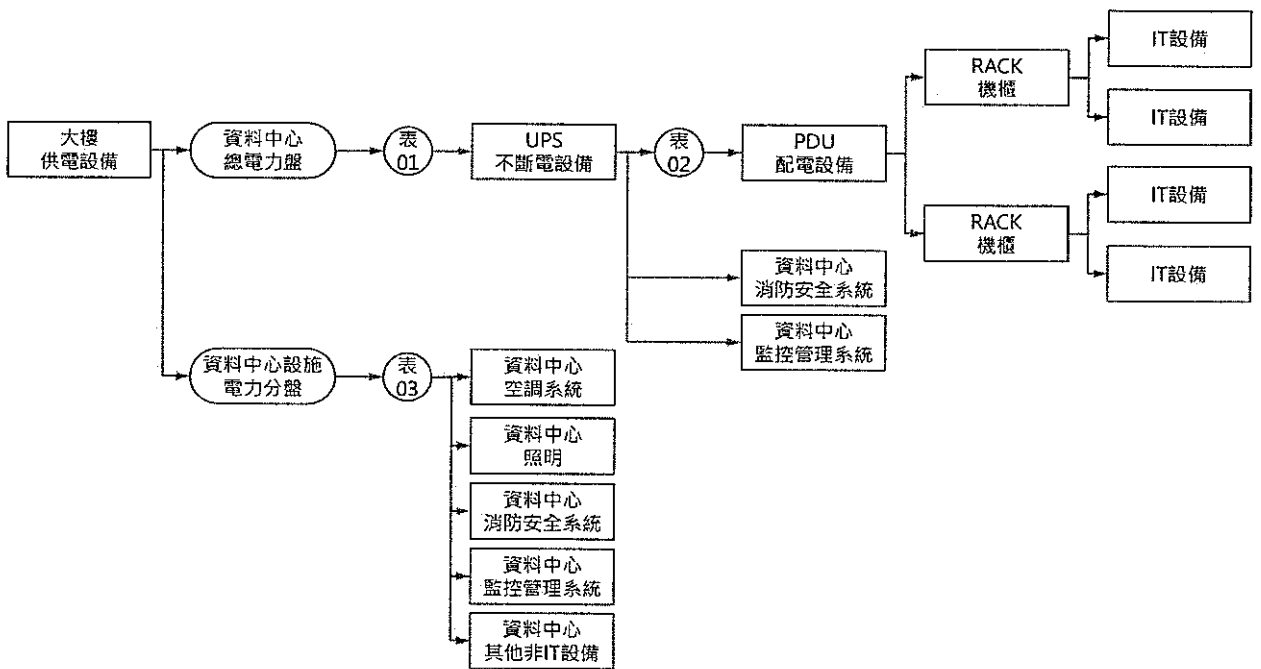 大樓
供電設備
資料中心
總電力盤
表
01
UPS
不斷電設備
表
02
PDU
配電設備
RACK
機櫃
IT設備
IT設備
RACK
機櫃
IT設備
IT設備
資料中心
消防安全系統
資料中心
監控管理系統
資料中心設施
電力分盤
表
03
資料中心
空調系統
資料中心
照明
資料中心
消防安全系統
資料中心
監控管理系統
資料中心
其他非IT設備